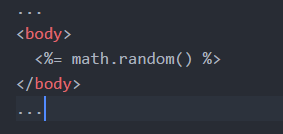 ...
<body>
<%= math.random() %>
</body>
...